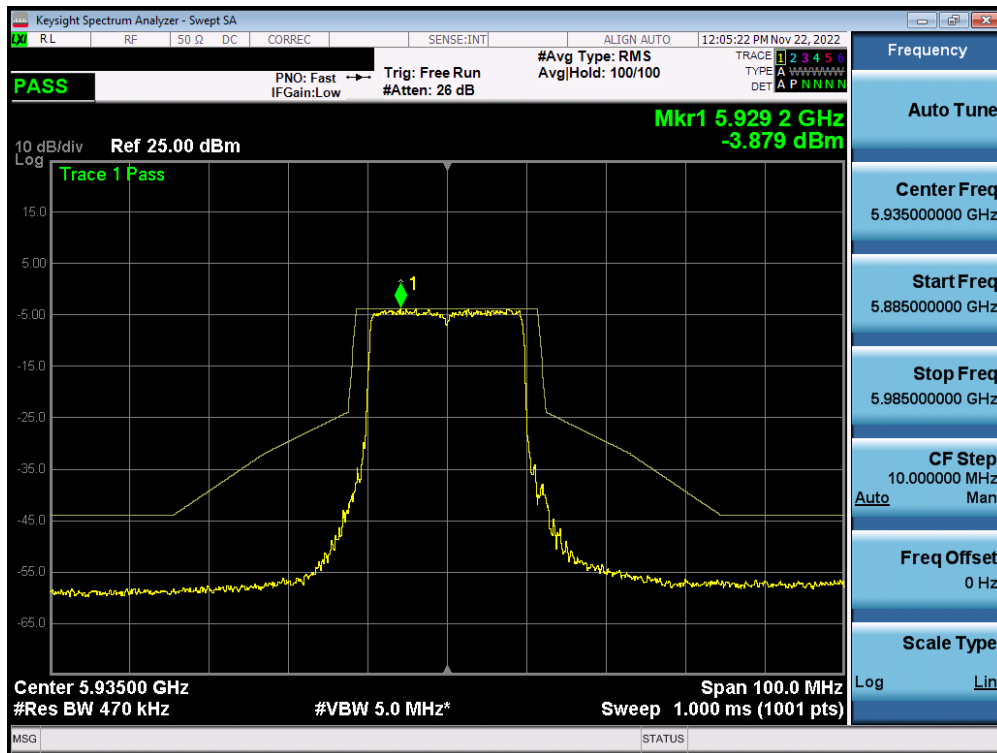 Keysight Spectrum Analyzer - Swept SA
LXI RL RF 50 Ω DC CORREC SENSE:INT ALIGN AUTO 12:05:22 PM Nov 22, 2022
PASS
PNO: Fast
IFGain:Low
Trig: Free Run
#Atten: 26 dB
#Avg Type: RMS
Avg|Hold: 100/100
TRACE 1 2 3 4 5 6
TYPE A WWWWW
DET A P N N N N
Mkr1 5.929 2 GHz
-3.879 dBm
10 dB/div Ref 25.00 dBm
Log
Trace 1 Pass
15.0
5.00
1
-5.00
-15.0
-25.0
-35.0
-45.0
-55.0
-65.0
Center 5.93500 GHz Span 100.0 MHz
#Res BW 470 kHz #VBW 5.0 MHz* Sweep 1.000 ms (1001 pts)
MSG STATUS
Frequency
Auto Tune
Center Freq
5.935000000 GHz
Start Freq
5.885000000 GHz
Stop Freq
5.985000000 GHz
CF Step
10.000000 MHz
Auto Man
Freq Offset
0 Hz
Scale Type
Log Lin